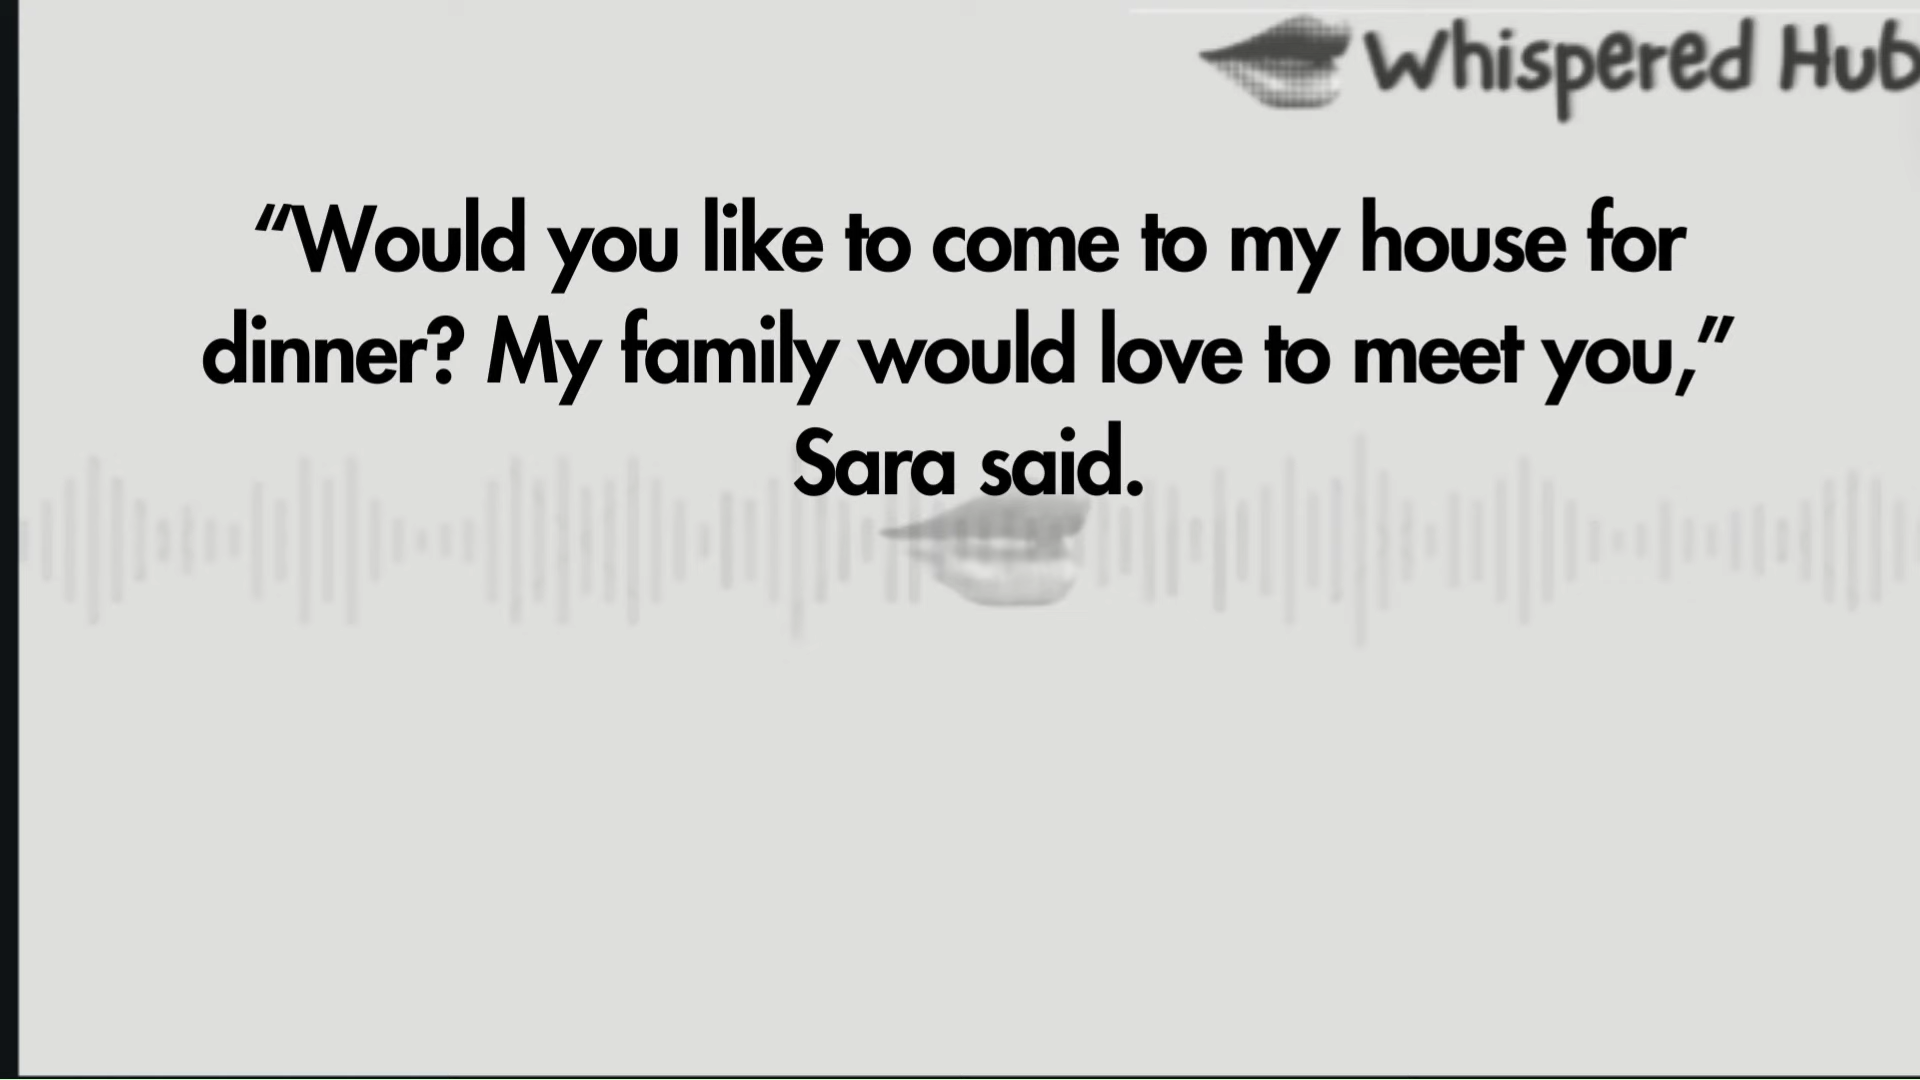 Whispered Hub
“Would you like to come to my house for
dinner? My family would love to meet you,”
Sara said.